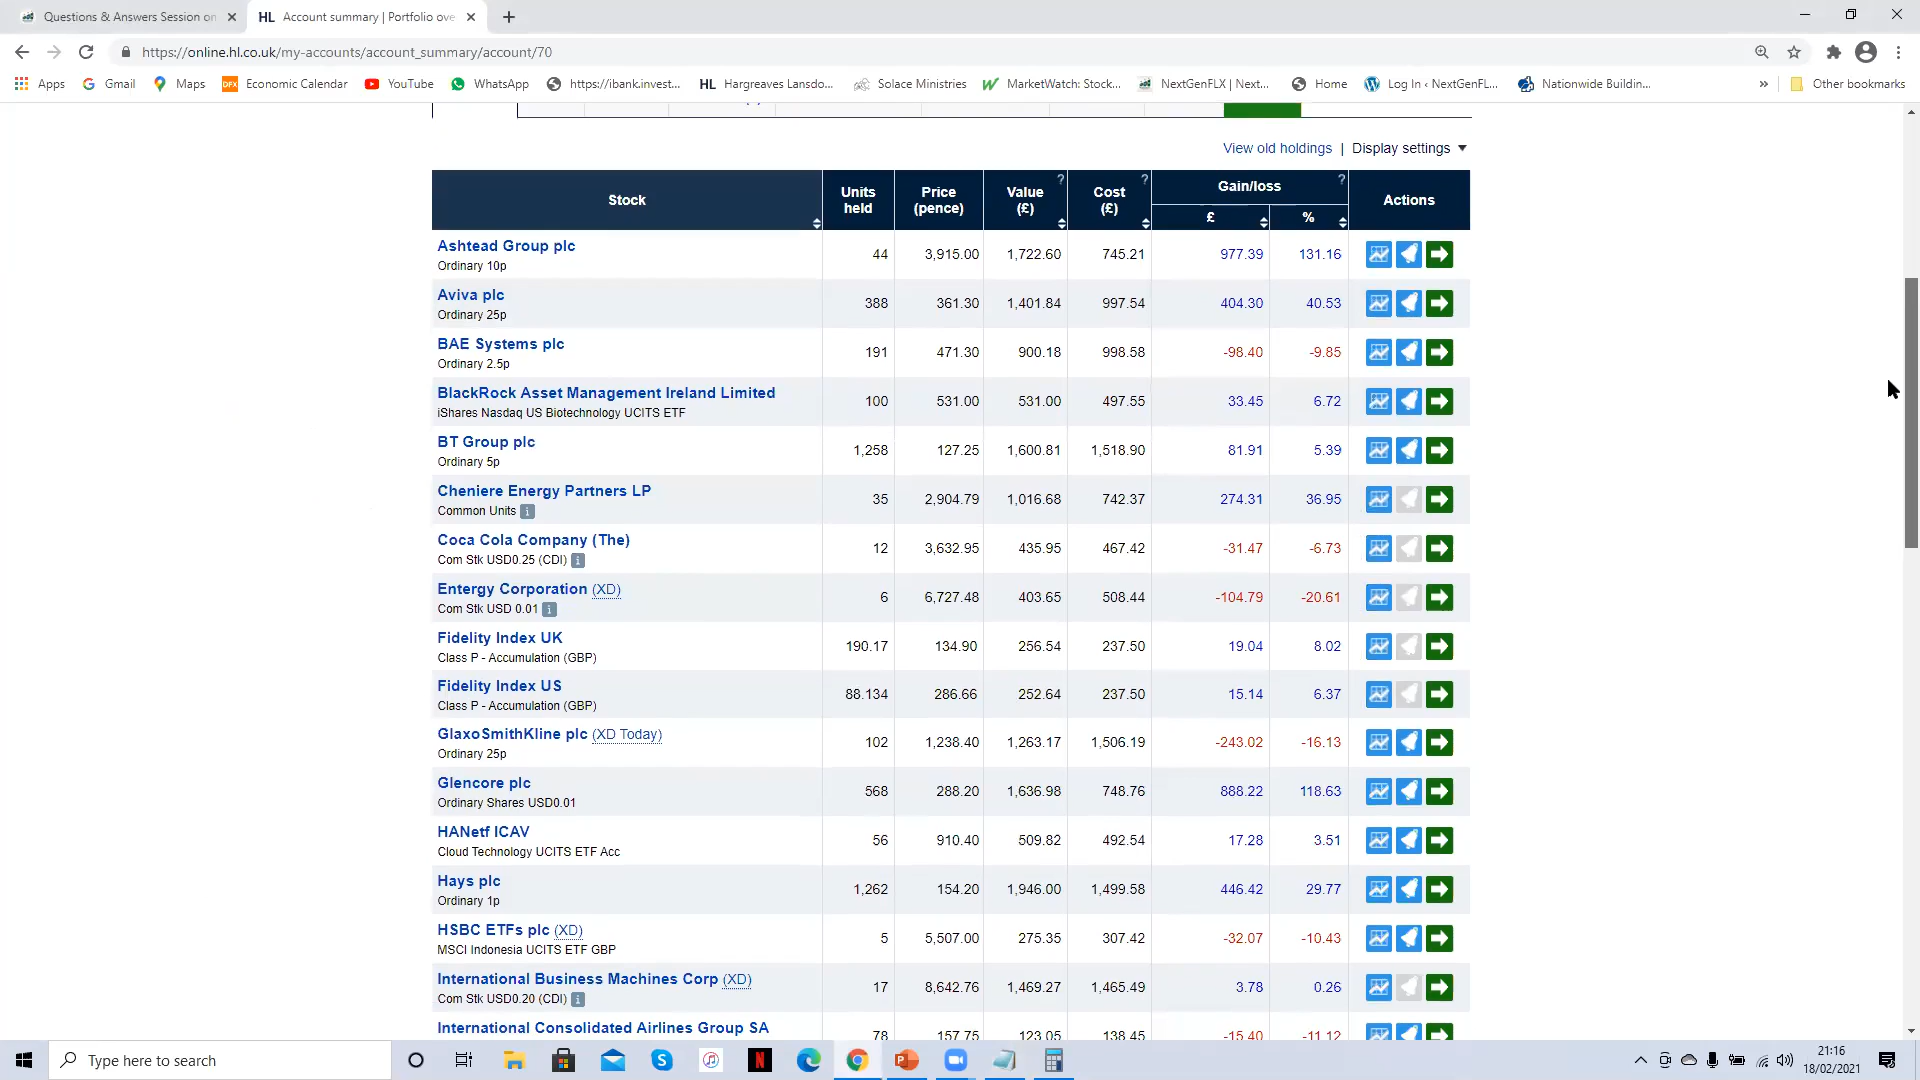 Questions & Answers Session on
HL Account summary | Portfolio ove
https://online.hl.co.uk/my-accounts/account_summary/account/70
Apps Gmail Maps DFX Economic Calendar YouTube WhatsApp https://ibank.invest... HL Hargreaves Lansdo... Solace Ministries MarketWatch: Stock... NextGenFLX | Next... Home Log In ‹ NextGenFL... Nationwide Buildin... » Other bookmarks
View old holdings | Display settings
Stock Units held Price (pence) Value (£) ? Cost (£) ? Gain/loss ? £ % Actions
Ashtead Group plc 44 3,915.00 1,722.60 745.21 977.39 131.16
Ordinary 10p
Aviva plc 388 361.30 1,401.84 997.54 404.30 40.53
Ordinary 25p
BAE Systems plc 191 471.30 900.18 998.58 -98.40 -9.85
Ordinary 2.5p
BlackRock Asset Management Ireland Limited 100 531.00 531.00 497.55 33.45 6.72
iShares Nasdaq US Biotechnology UCITS ETF
BT Group plc 1,258 127.25 1,600.81 1,518.90 81.91 5.39
Ordinary 5p
Cheniere Energy Partners LP 35 2,904.79 1,016.68 742.37 274.31 36.95
Common Units i
Coca Cola Company (The) 12 3,632.95 435.95 467.42 -31.47 -6.73
Com Stk USD0.25 (CDI) i
Entergy Corporation (XD) 6 6,727.48 403.65 508.44 -104.79 -20.61
Com Stk USD 0.01 i
Fidelity Index UK 190.17 134.90 256.54 237.50 19.04 8.02
Class P - Accumulation (GBP)
Fidelity Index US 88.134 286.66 252.64 237.50 15.14 6.37
Class P - Accumulation (GBP)
GlaxoSmithKline plc (XD Today) 102 1,238.40 1,263.17 1,506.19 -243.02 -16.13
Ordinary 25p
Glencore plc 568 288.20 1,636.98 748.76 888.22 118.63
Ordinary Shares USD0.01
HANetf ICAV 56 910.40 509.82 492.54 17.28 3.51
Cloud Technology UCITS ETF Acc
Hays plc 1,262 154.20 1,946.00 1,499.58 446.42 29.77
Ordinary 1p
HSBC ETFs plc (XD) 5 5,507.00 275.35 307.42 -32.07 -10.43
MSCI Indonesia UCITS ETF GBP
International Business Machines Corp (XD) 17 8,642.76 1,469.27 1,465.49 3.78 0.26
Com Stk USD0.20 (CDI) i
International Consolidated Airlines Group SA 78 157.75 123.05 138.45 -15.40 -11.12
Type here to search
21:16
18/02/2021